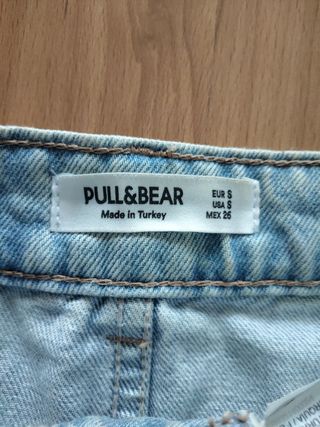 PULL&BEAR
Made in Turkey
EUR S
USA S
MEX 26